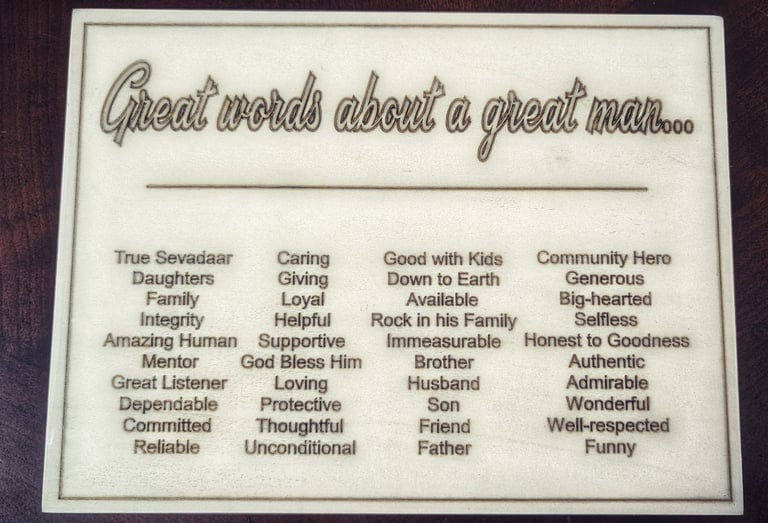 Great words about a great man...
True Sevadaar Caring Good with Kids Community Hero
Daughters Giving Down to Earth Generous
Family Loyal Available Big-hearted
Integrity Helpful Rock in his Family Selfless
Amazing Human Supportive Immeasurable Honest to Goodness
Mentor God Bless Him Brother Authentic
Great Listener Loving Husband Admirable
Dependable Protective Son Wonderful
Committed Thoughtful Friend Well-respected
Reliable Unconditional Father Funny